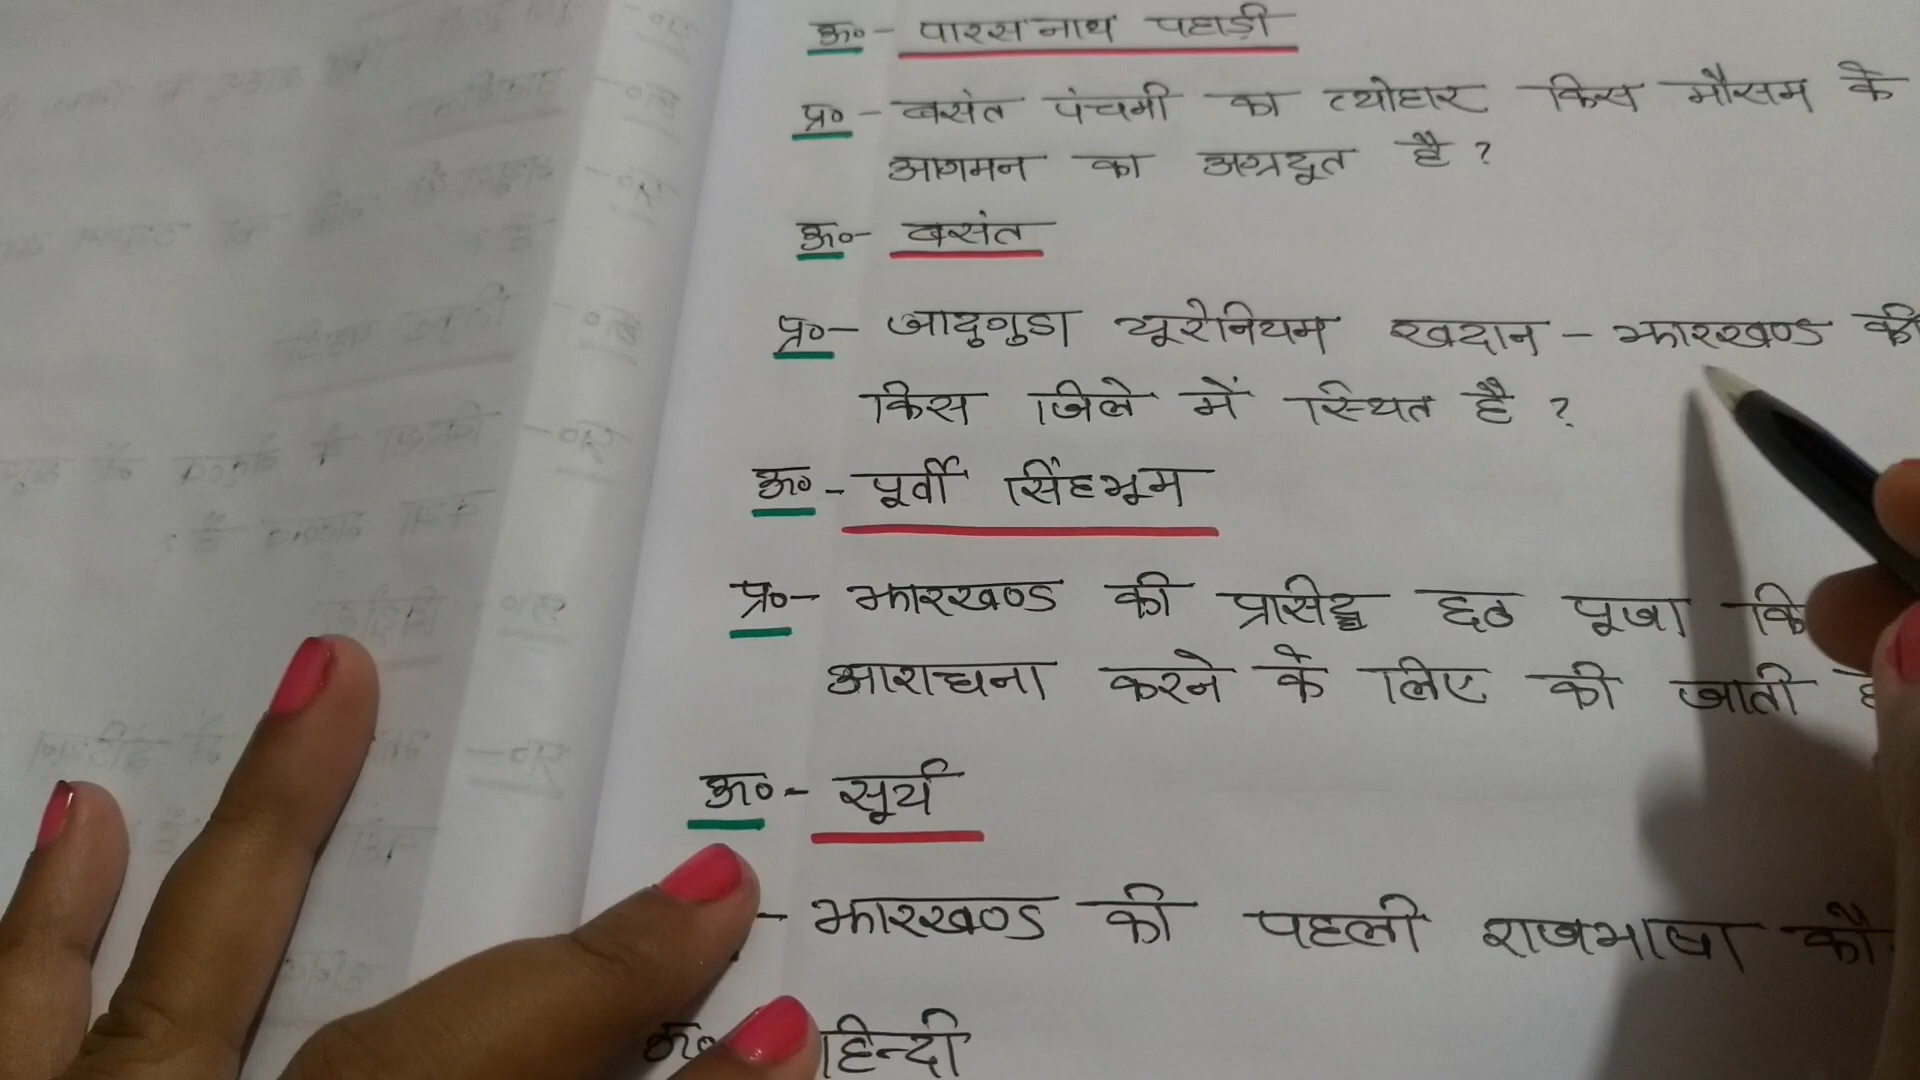 उ०- पारसनाथ पहाड़ी
प्र०- बसंत पंचमी का त्योहार किस मौसम के
आगमन का अग्रदूत है ?
उ०- बसंत
प्र०- जादुगुडा यूरेनियम खदान - झारखण्ड की
किस जिले में स्थित है ?
उ०- पूर्वी सिंहभूम
प्र०- झारखण्ड की प्रसिद्ध छठ पूजा कि
आराधना करने के लिए की जाती
उ०- सूर्य
- झारखण्ड की पहली राजभाषा कौ
उ० हिन्दी